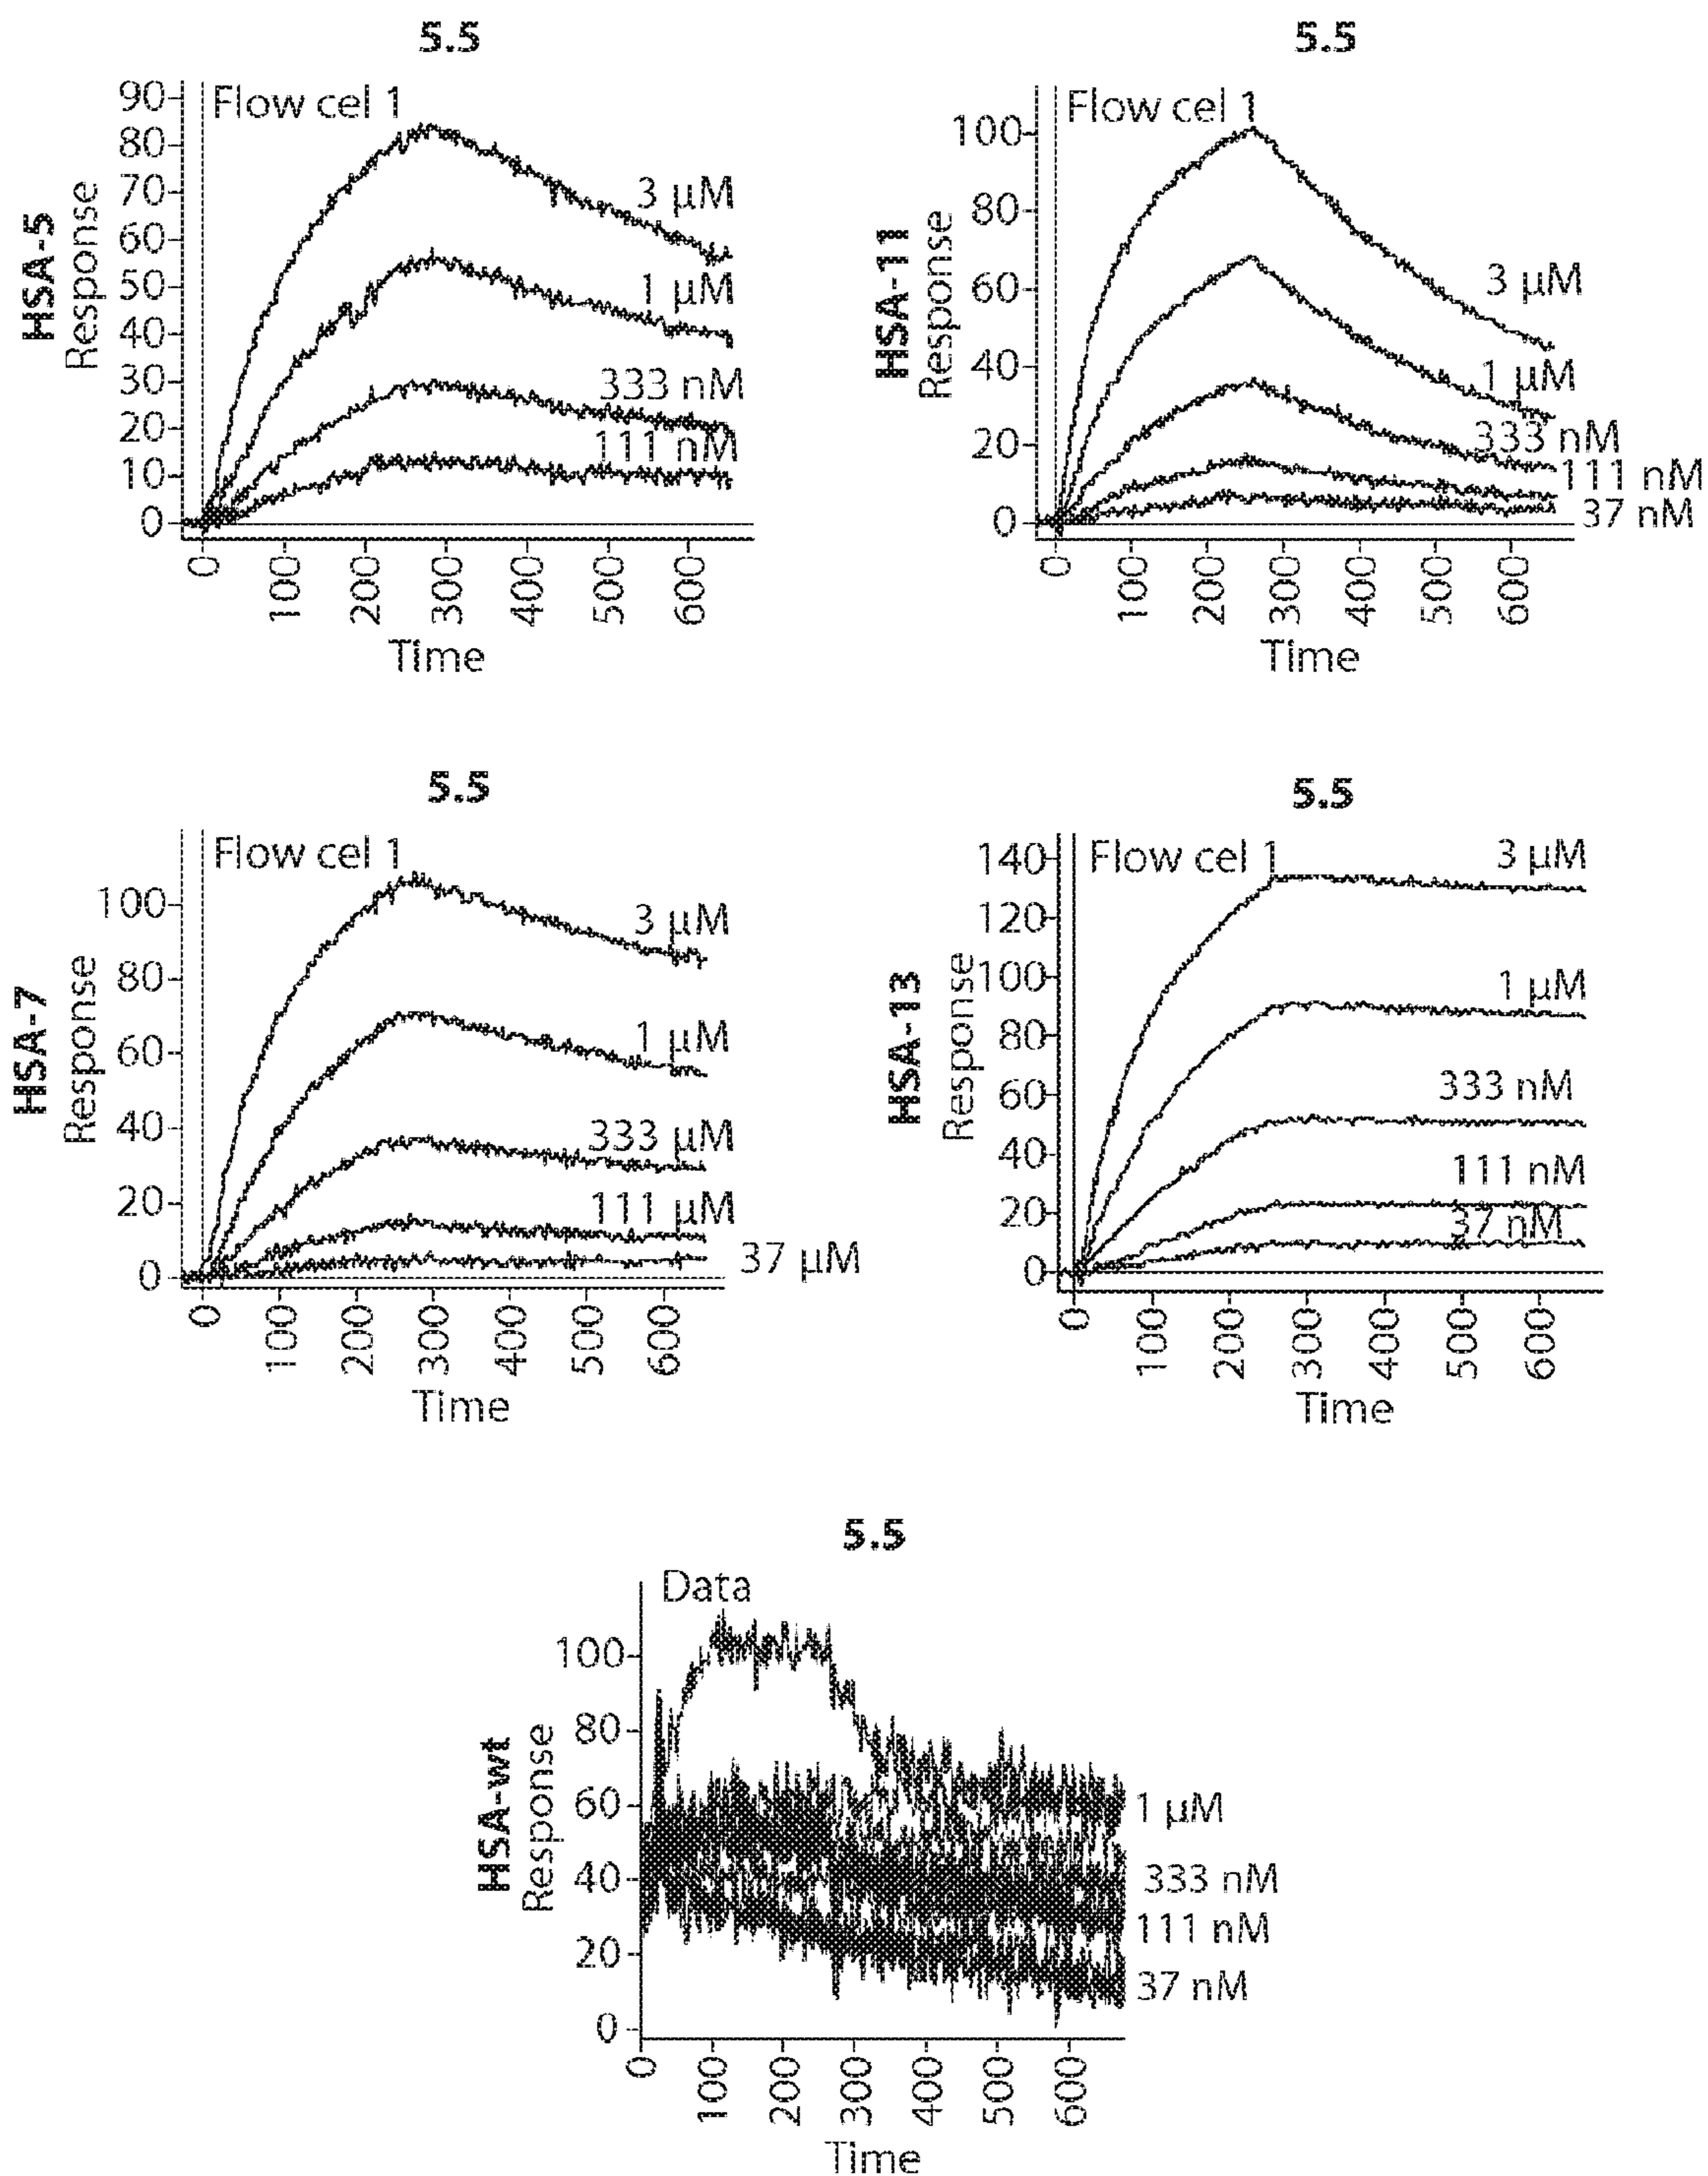 5.5
Flow cel 1
HSA-5
Response
90
80
70
60
50
40
30
20
10
0
3 µM
1 µM
333 nM
111 nM
0 100 200 300 400 500 600
Time
5.5
Flow cel 1
HSA-11
Response
100
80
60
40
20
0
3 µM
1 µM
333 nM
111 nM
37 nM
0 100 200 300 400 500 600
Time
5.5
Flow cel 1
HSA-7
Response
100
80
60
40
20
0
3 µM
1 µM
333 µM
111 µM
37 µM
0 100 200 300 400 500 600
Time
5.5
Flow cel 1
HSA-13
Response
140
120
100
80
60
40
20
0
3 µM
1 µM
333 nM
111 nM
37 nM
0 100 200 300 400 500 600
Time
5.5
Data
HSA-wt
Response
100
80
60
40
20
0
1 µM
333 nM
111 nM
37 nM
0 100 200 300 400 500 600
Time